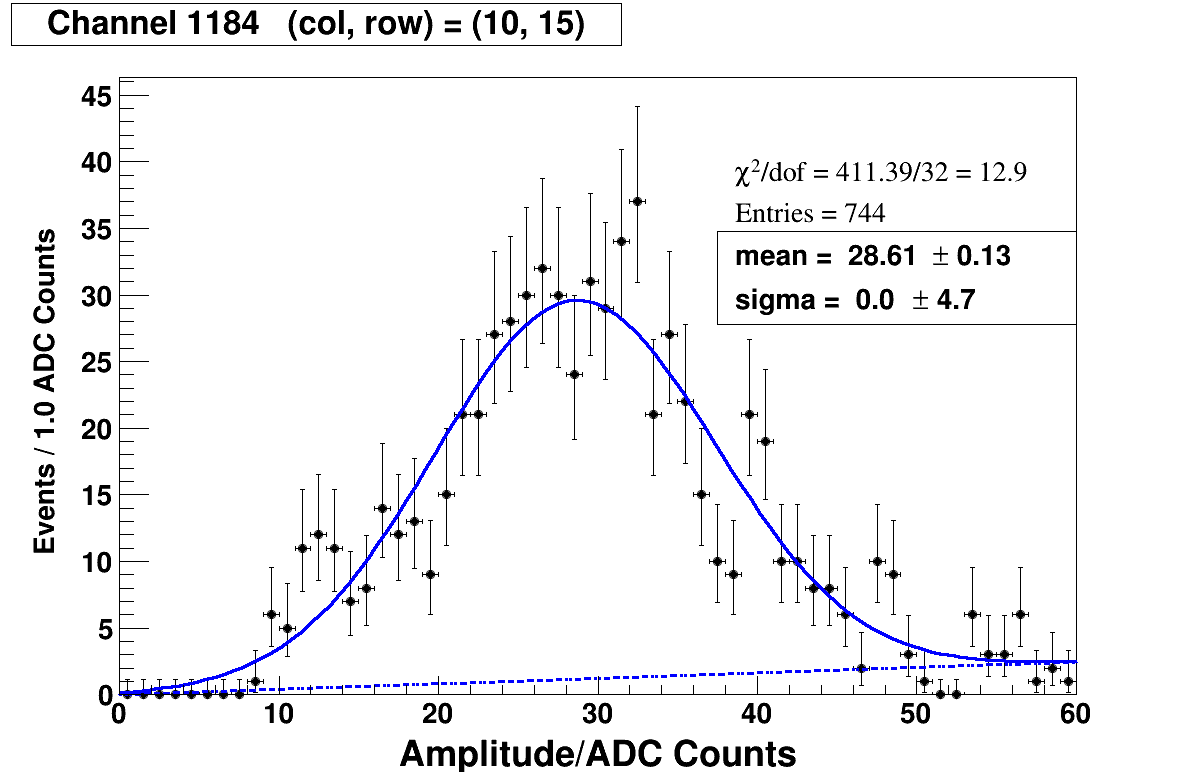 Channel 1184 (col, row) = (10, 15)
45
40
35
30
25
20
15
10
5
0
Events / 1.0 ADC Counts
χ²/dof = 411.39/32 = 12.9
Entries = 744
mean = 28.61 ± 0.13
sigma = 0.0 ± 4.7
0 10 20 30 40 50 60
Amplitude/ADC Counts